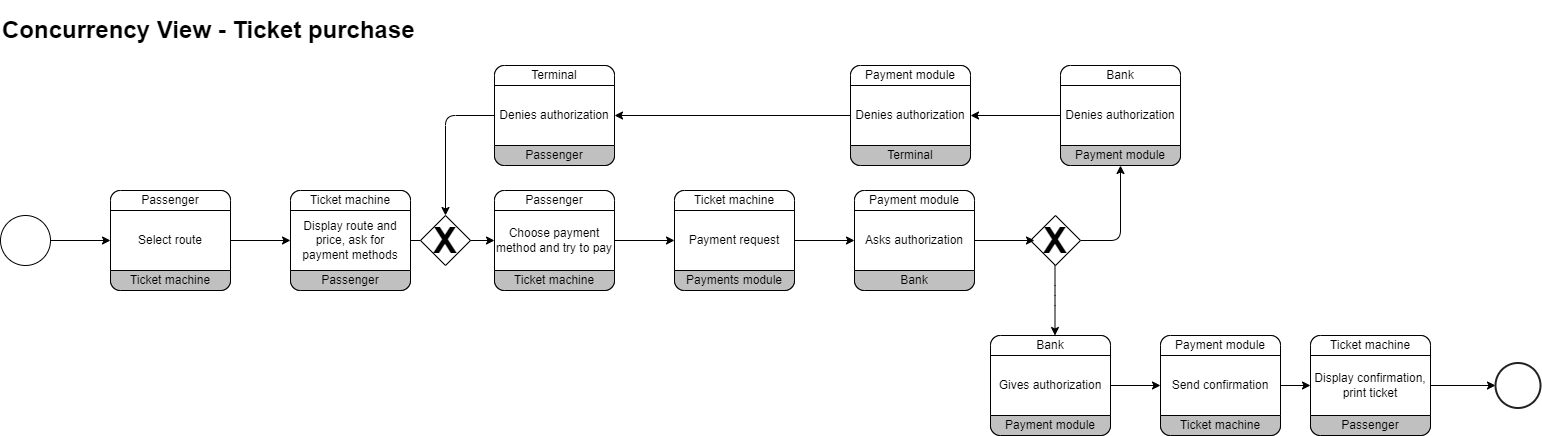 Concurrency View - Ticket purchase
Terminal
Denies authorization
Passenger
Payment module
Denies authorization
Terminal
Bank
Denies authorization
Payment module
Passenger
Select route
Ticket machine
Ticket machine
Display route and
price, ask for
payment methods
Passenger
X
Passenger
Choose payment
method and try to pay
Ticket machine
Ticket machine
Payment request
Payments module
Payment module
Asks authorization
Bank
X
Bank
Gives authorization
Payment module
Payment module
Send confirmation
Ticket machine
Ticket machine
Display confirmation,
print ticket
Passenger